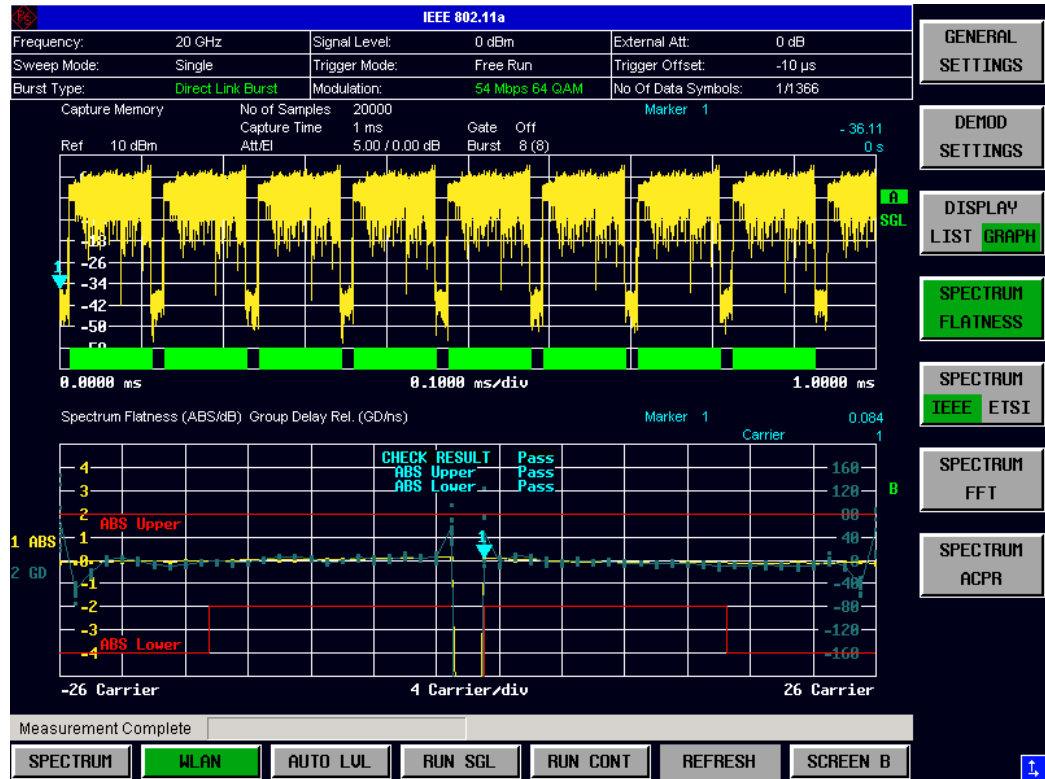 IEEE 802.11a
Frequency: 20 GHz Signal Level: 0 dBm External Att: 0 dB
Sweep Mode: Single Trigger Mode: Free Run Trigger Offset: -10 µs
Burst Type: Direct Link Burst Modulation: 54 Mbps 64 QAM No Of Data Symbols: 1/1366
Capture Memory No of Samples 20000 Marker 1
Capture Time 1 ms Gate Off - 36.11
Ref 10 dBm Att/El 5.00 / 0.00 dB Burst 8 (8) 0 s
A
SGL
-18
-26
1
-34
-42
-50
0.0000 ms 0.1000 ms/div 1.0000 ms
Spectrum Flatness (ABS/dB) Group Delay Rel. (GD/ns) Marker 1 0.084
Carrier 1
CHECK RESULT Pass
ABS Upper Pass
ABS Lower Pass
4 160
3 120 B
2 ABS Upper 80
1 ABS 1 1 40
0 0
2 GD
-1 -40
-2 -80
-3 -120
ABS Lower
-4 -160
-26 Carrier 4 Carrier/div 26 Carrier
Measurement Complete
SPECTRUM WLAN AUTO LVL RUN SGL RUN CONT REFRESH SCREEN B
GENERAL
SETTINGS
DEMOD
SETTINGS
DISPLAY
LIST GRAPH
SPECTRUM
FLATNESS
SPECTRUM
IEEE ETSI
SPECTRUM
FFT
SPECTRUM
ACPR